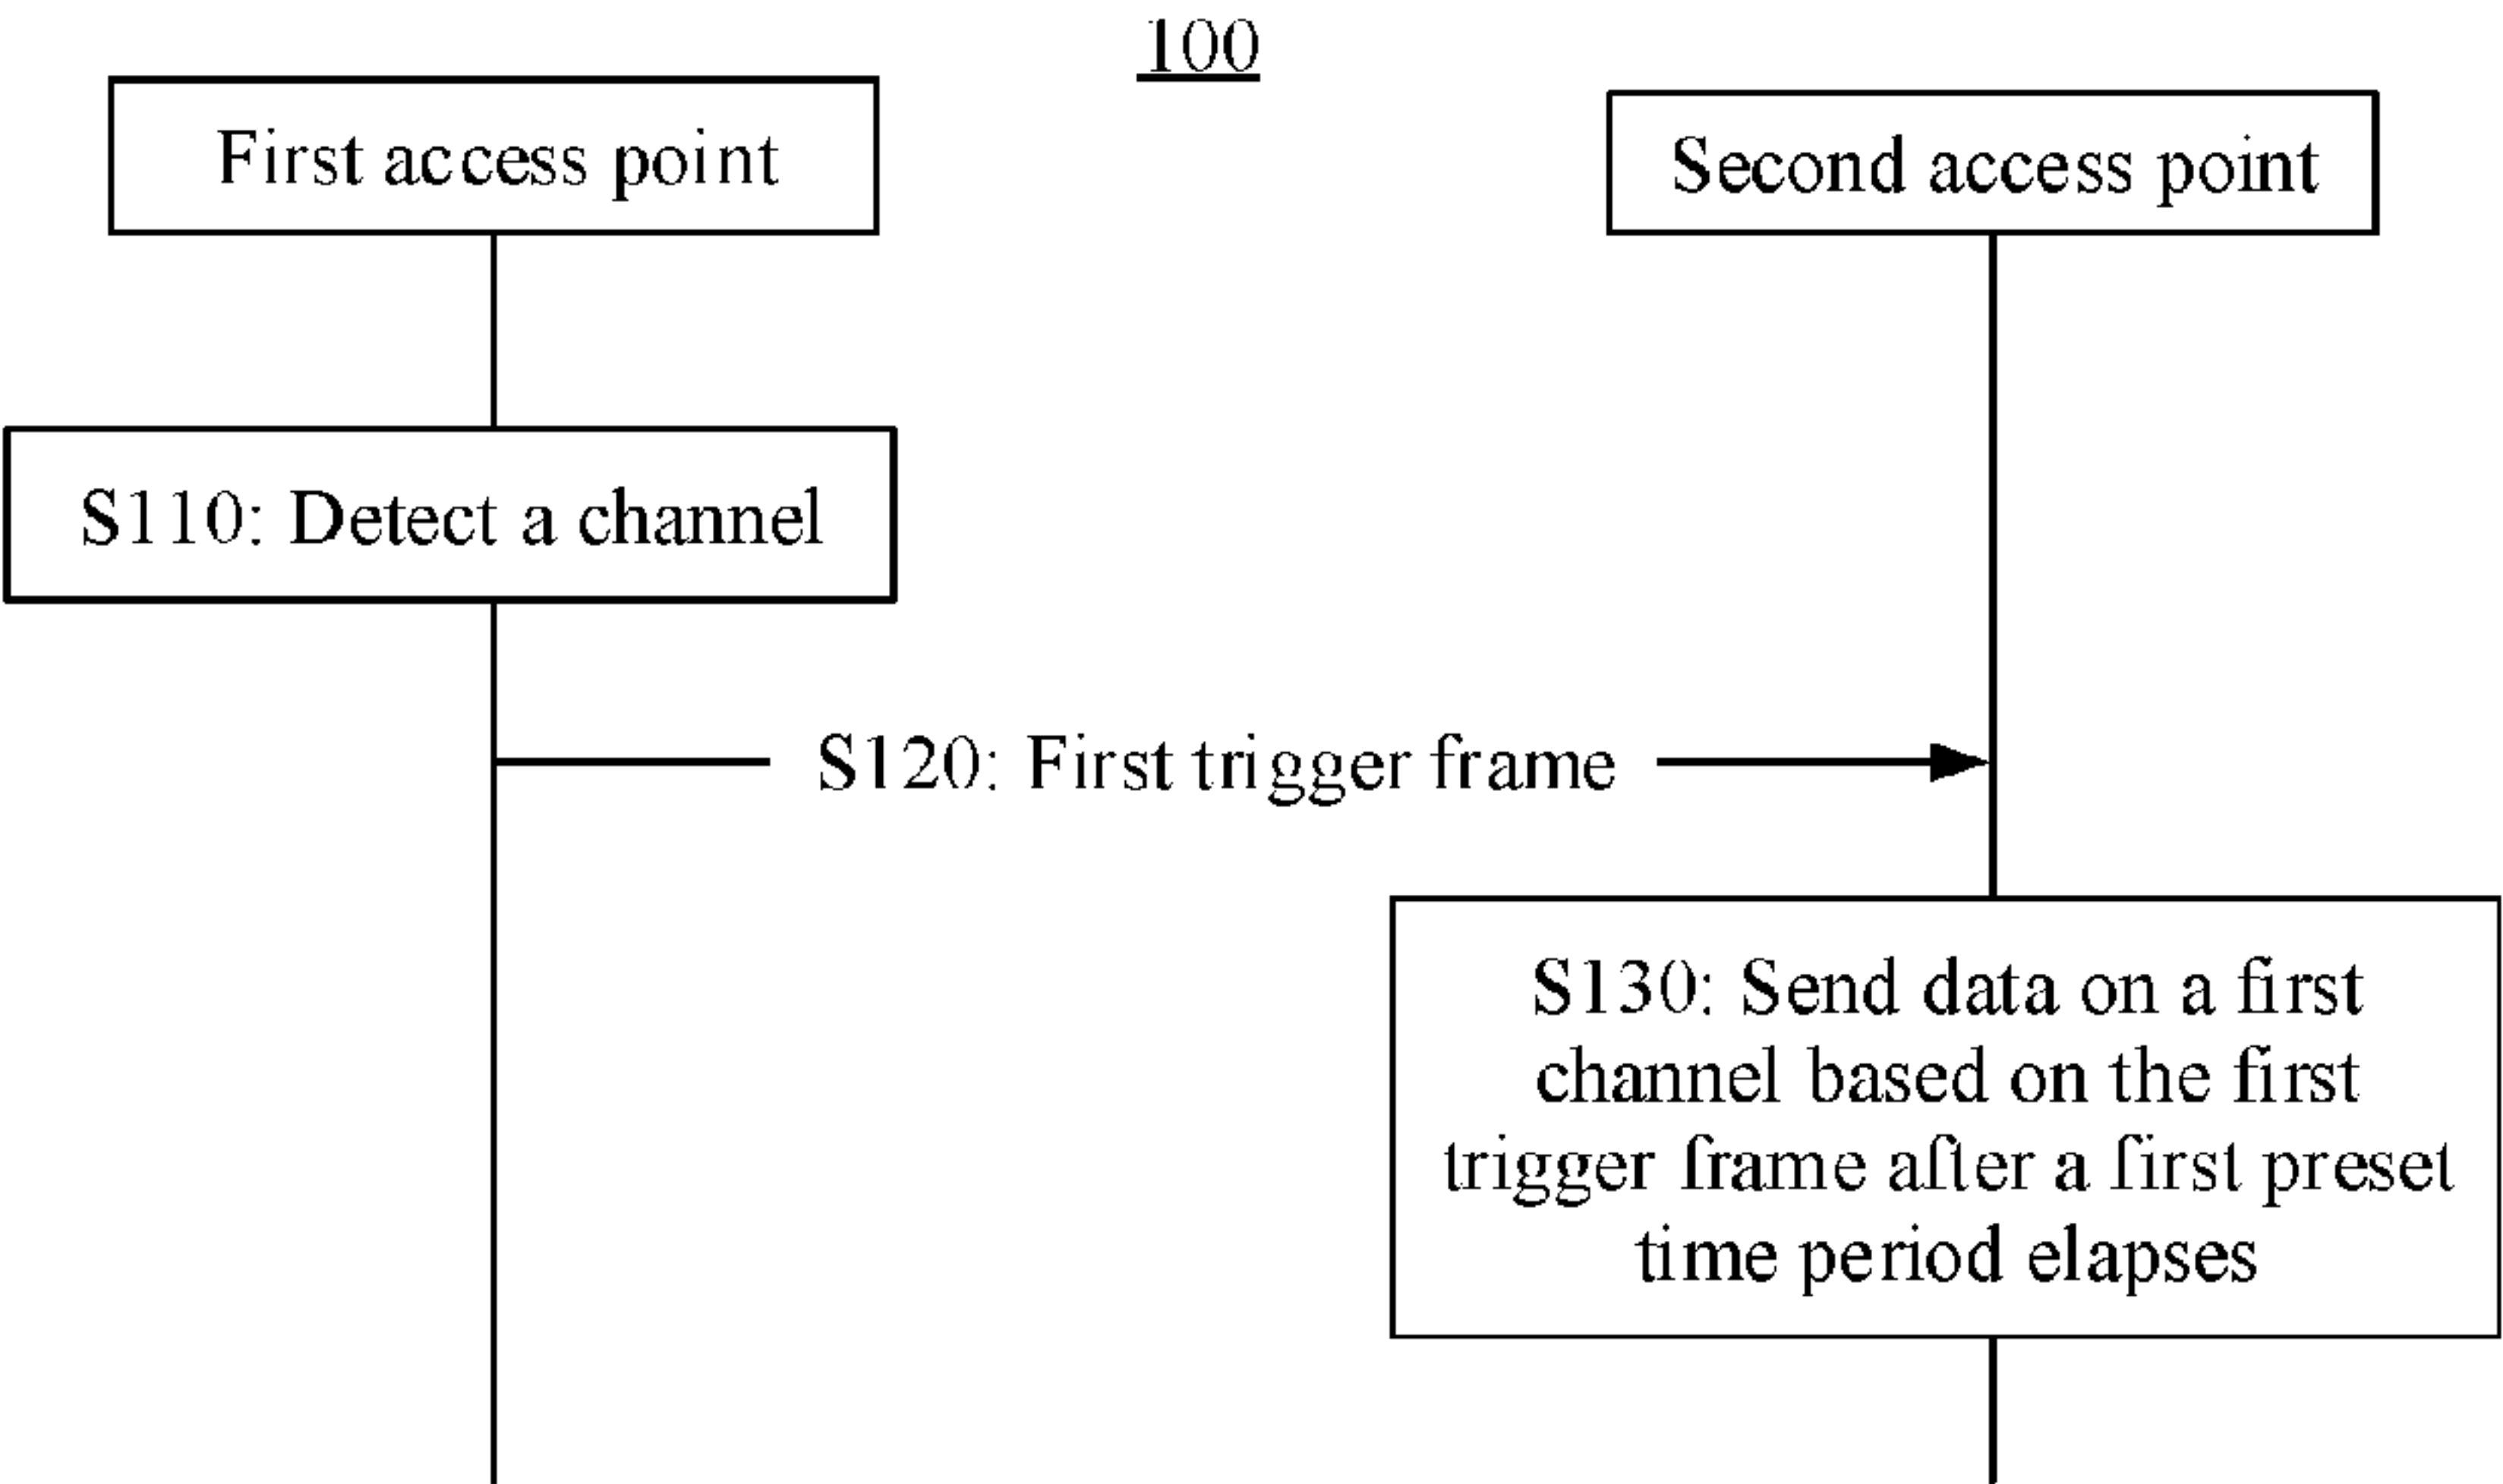 100
First access point
Second access point
S110: Detect a channel
S120: First trigger frame
S130: Send data on a first
channel based on the first
trigger frame after a first preset
time period elapses